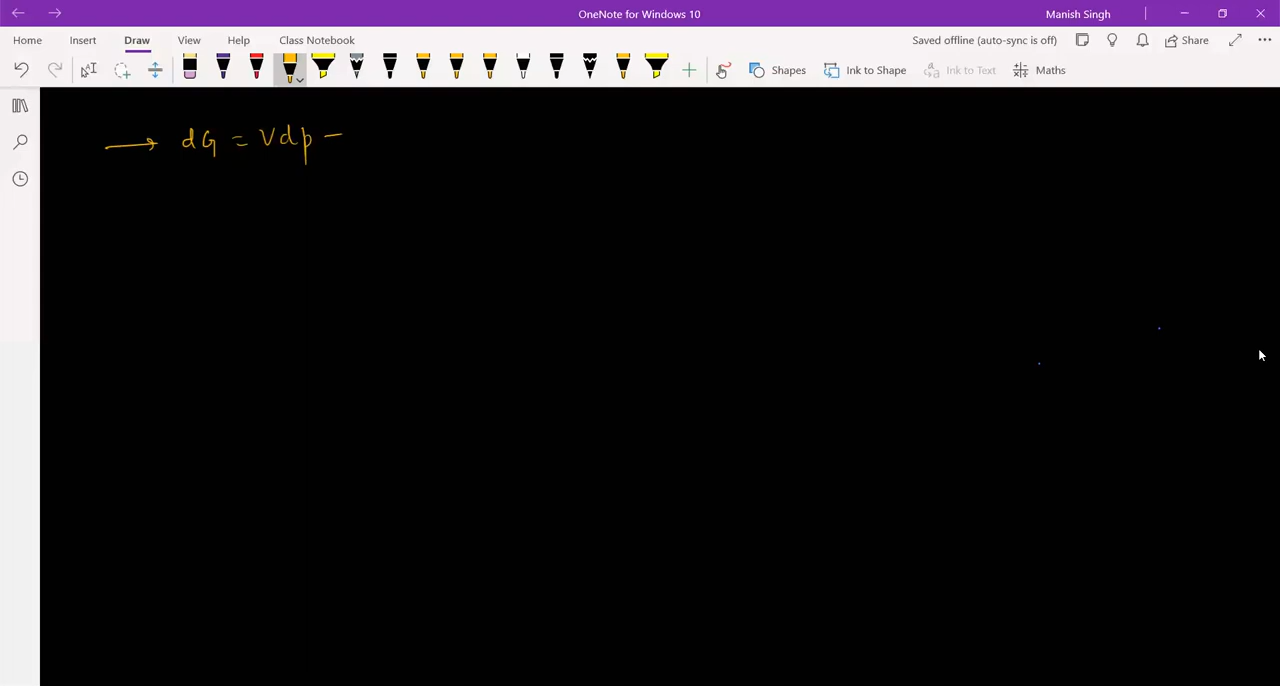 OneNote for Windows 10
Manish Singh
Home Insert Draw View Help Class Notebook
Saved offline (auto-sync is off)
Share
Shapes Ink to Shape Ink to Text Maths
→ dG = Vdp −